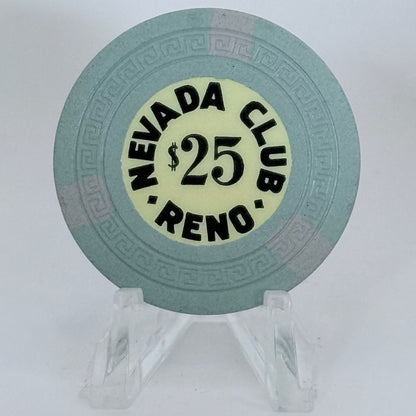 NEVADA CLUB
$25
· RENO ·